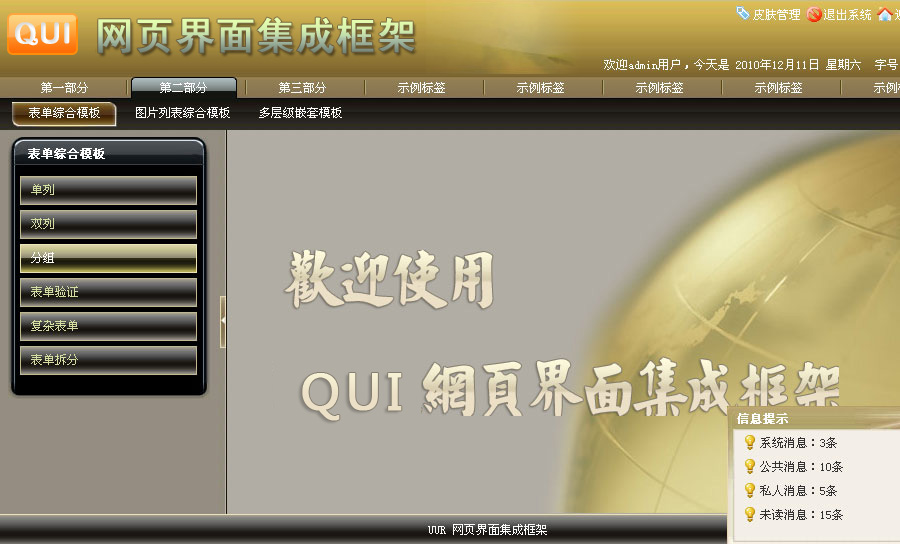 QUI 网页界面集成框架
皮肤管理 退出系统
欢迎admin用户，今天是 2010年12月11日 星期六 字号
第一部分 第二部分 第三部分 示例标签 示例标签 示例标签 示例标签 示例
表单综合模板 图片列表综合模板 多层级嵌套模板
表单综合模板
单列
双列
分组
表单验证
复杂表单
表单拆分
歡迎使用
QUI 網頁界面集成框架
信息提示
系统消息：3条
公共消息：10条
私人消息：5条
未读消息：15条
UUR 网页界面集成框架